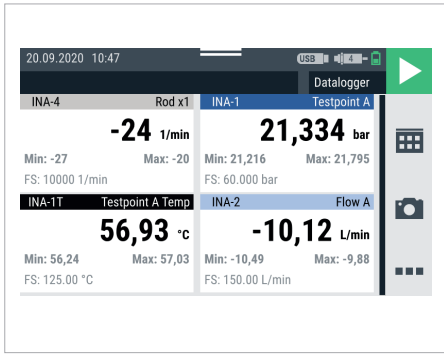 20.09.2020 10:47 USB 4
Datalogger
INA-4 Rod x1 INA-1 Testpoint A
-24 1/min 21,334 bar
Min: -27 Max: -20 Min: 21,216 Max: 21,795
FS: 10000 1/min FS: 60.000 bar
INA-1T Testpoint A Temp INA-2 Flow A
56,93 °C -10,12 L/min
Min: 56,24 Max: 57,03 Min: -10,49 Max: -9,88
FS: 125.00 °C FS: 150.00 L/min